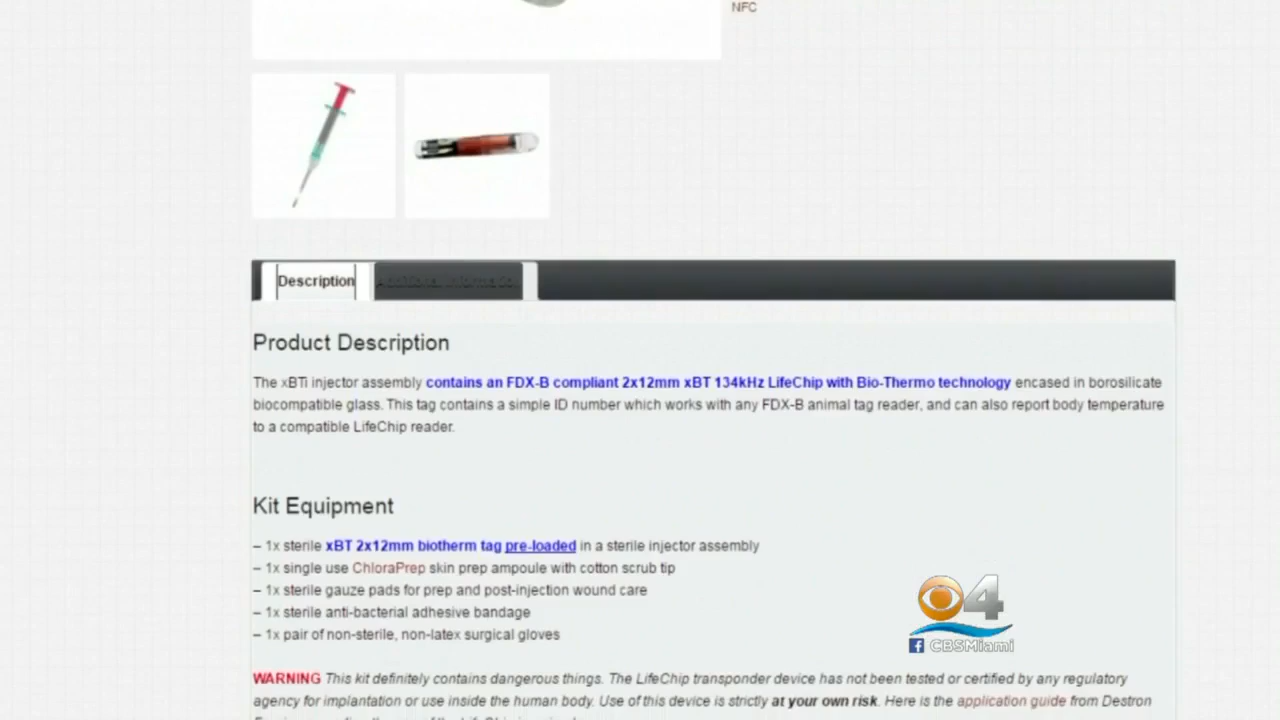 NFC
Description
Product Description
The xBTi injector assembly contains an FDX-B compliant 2x12mm xBT 134kHz LifeChip with Bio-Thermo technology encased in borosilicate
biocompatible glass. This tag contains a simple ID number which works with any FDX-B animal tag reader, and can also report body temperature
to a compatible LifeChip reader.
Kit Equipment
– 1x sterile xBT 2x12mm biotherm tag pre-loaded in a sterile injector assembly
– 1x single use ChloraPrep skin prep ampoule with cotton scrub tip
– 1x sterile gauze pads for prep and post-injection wound care
– 1x sterile anti-bacterial adhesive bandage
– 1x pair of non-sterile, non-latex surgical gloves
4
f CBSMiami
WARNING This kit definitely contains dangerous things. The LifeChip transponder device has not been tested or certified by any regulatory
agency for implantation or use inside the human body. Use of this device is strictly at your own risk. Here is the application guide from Destron